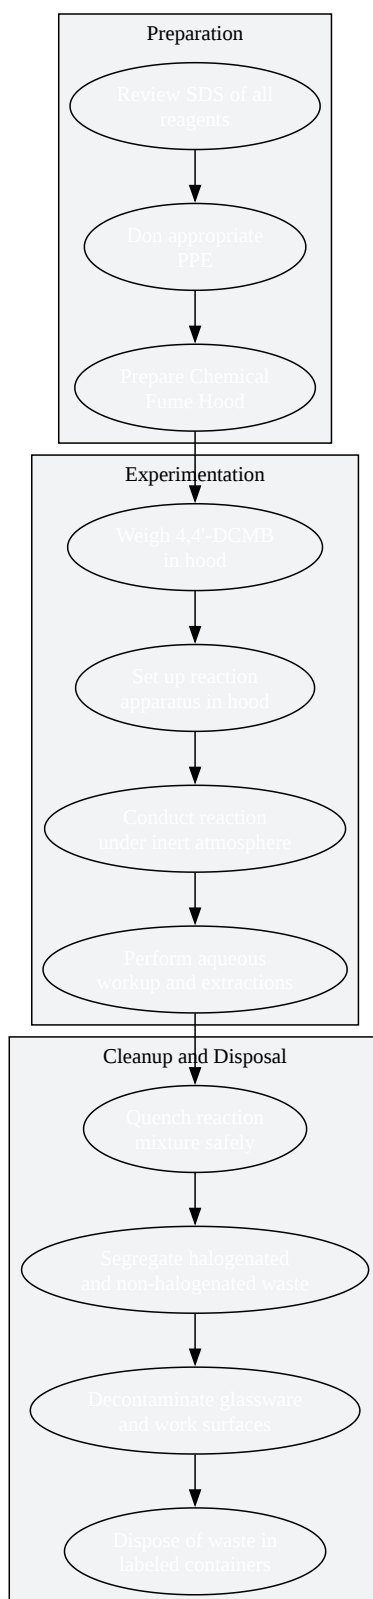 Preparation
Review SDS of all
reagents
Don appropriate
PPE
Prepare Chemical
Fume Hood
Experimentation
Weigh 4,4'-DCMB
in hood
Set up reaction
apparatus in hood
Conduct reaction
under inert atmosphere
Perform aqueous
workup and extractions
Cleanup and Disposal
Quench reaction
mixture safely
Segregate halogenated
and non-halogenated waste
Decontaminate glassware
and work surfaces
Dispose of waste in
labeled containers